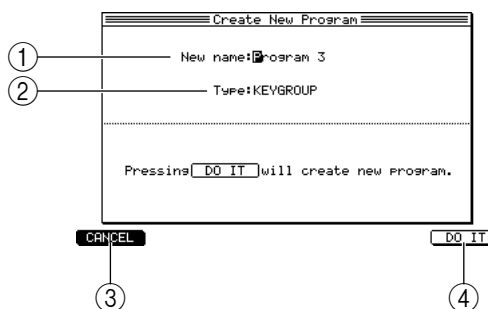 Create New Program
① New name:Program 3
② Type:KEYGROUP
Pressing DO IT will create new program.
CANCEL DO IT
③ ④